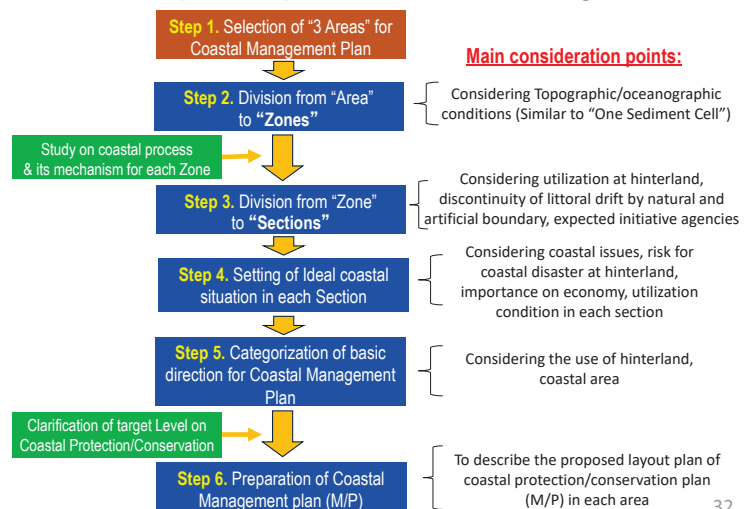 Step 1. Selection of “3 Areas” for
Coastal Management Plan
Main consideration points:
Step 2. Division from “Area”
to “Zones”
Considering Topographic/oceanographic
conditions (Similar to “One Sediment Cell”)
Study on coastal process
& its mechanism for each Zone
Step 3. Division from “Zone”
to “Sections”
Considering utilization at hinterland,
discontinuity of littoral drift by natural and
artificial boundary, expected initiative agencies
Step 4. Setting of Ideal coastal
situation in each Section
Considering coastal issues, risk for
coastal disaster at hinterland,
importance on economy, utilization
condition in each section
Step 5. Categorization of basic
direction for Coastal Management
Plan
Considering the use of hinterland,
coastal area
Clarification of target Level on
Coastal Protection/Conservation
Step 6. Preparation of Coastal
Management plan (M/P)
To describe the proposed layout plan of
coastal protection/conservation plan
(M/P) in each area
32